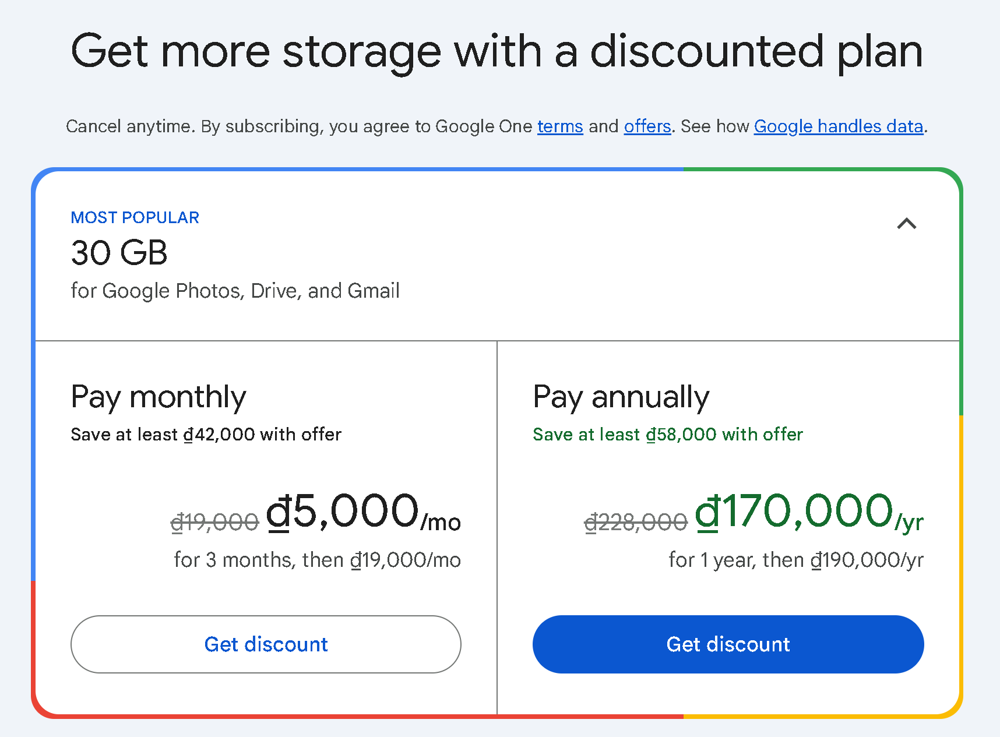 Get more storage with a discounted plan
Cancel anytime. By subscribing, you agree to Google One terms and offers. See how Google handles data.
MOST POPULAR
30 GB
for Google Photos, Drive, and Gmail
Pay monthly
Save at least ₫42,000 with offer
₫19,000 ₫5,000/mo
for 3 months, then ₫19,000/mo
Get discount
Pay annually
Save at least ₫58,000 with offer
₫228,000 ₫170,000/yr
for 1 year, then ₫190,000/yr
Get discount